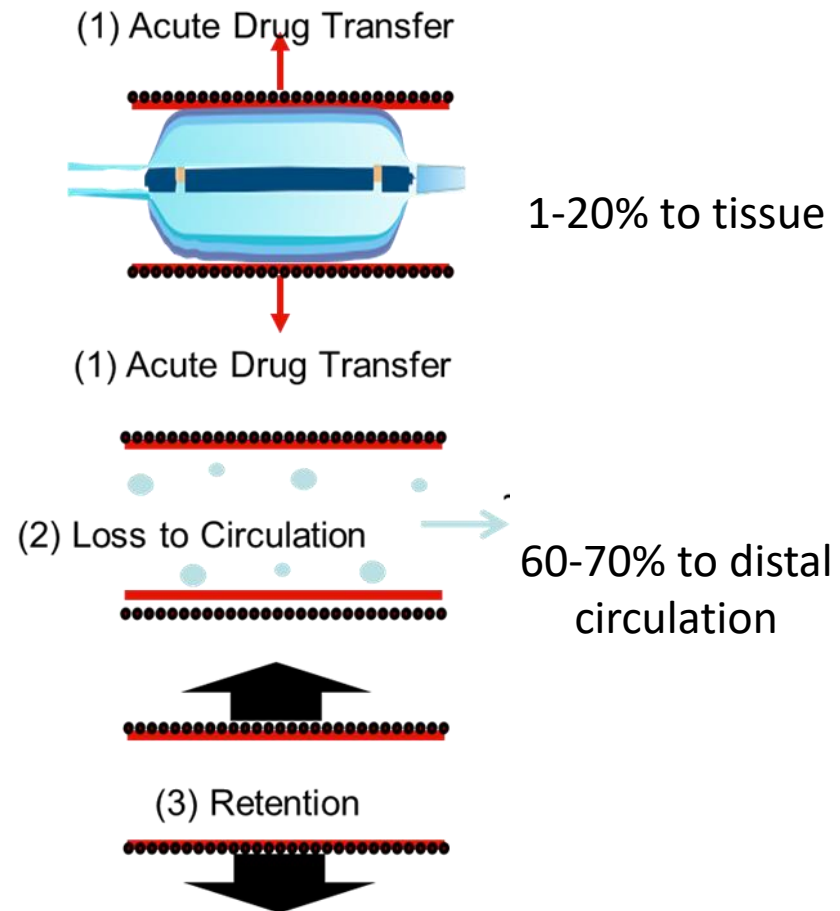 (1) Acute Drug Transfer
1-20% to tissue
(1) Acute Drug Transfer
(2) Loss to Circulation
60-70% to distal
circulation
(3) Retention